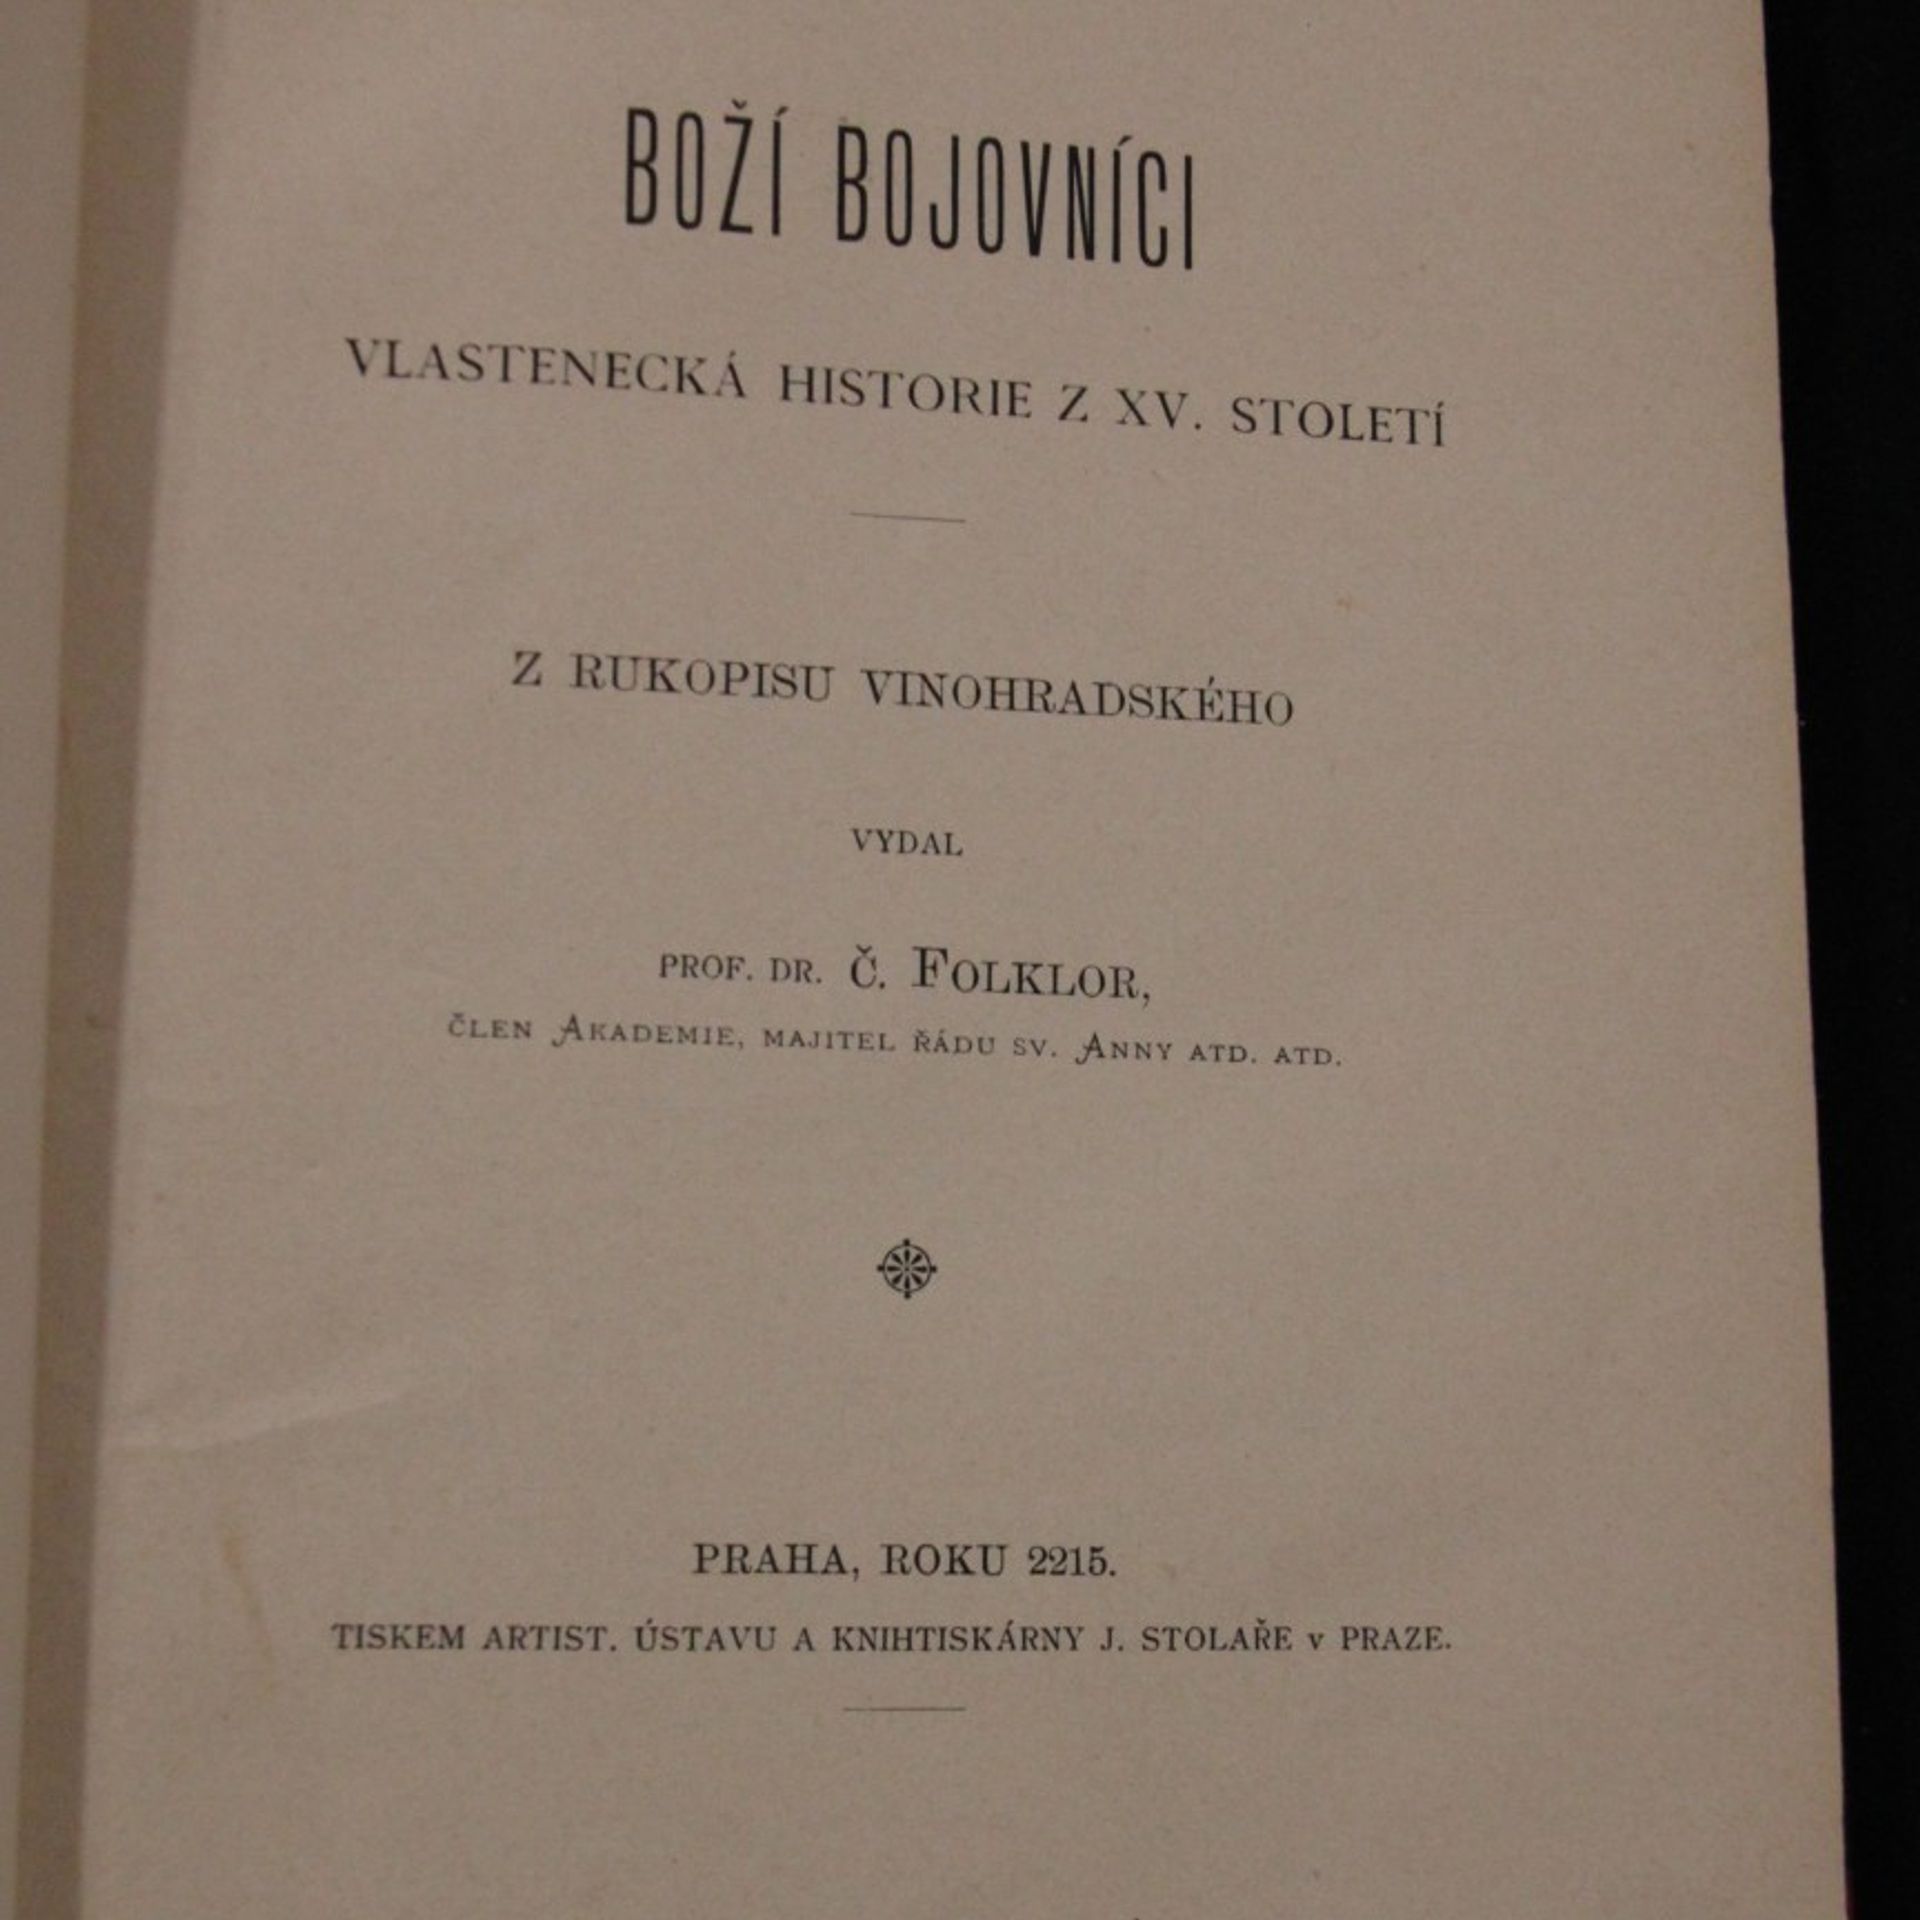 BOŽÍ BOJOVNÍCI
VLASTENECKÁ HISTORIE Z XV. STOLETÍ
Z RUKOPISU VINOHRADSKÉHO
VYDAL
PROF. DR. Č. FOLKLOR,
ČLEN AKADEMIE, MAJITEL ŘÁDU SV. ANNY ATD. ATD.
PRAHA, ROKU 2215.
TISKEM ARTIST. ÚSTAVU A KNIHTISKÁRNY J. STOLAŘE v PRAZE.